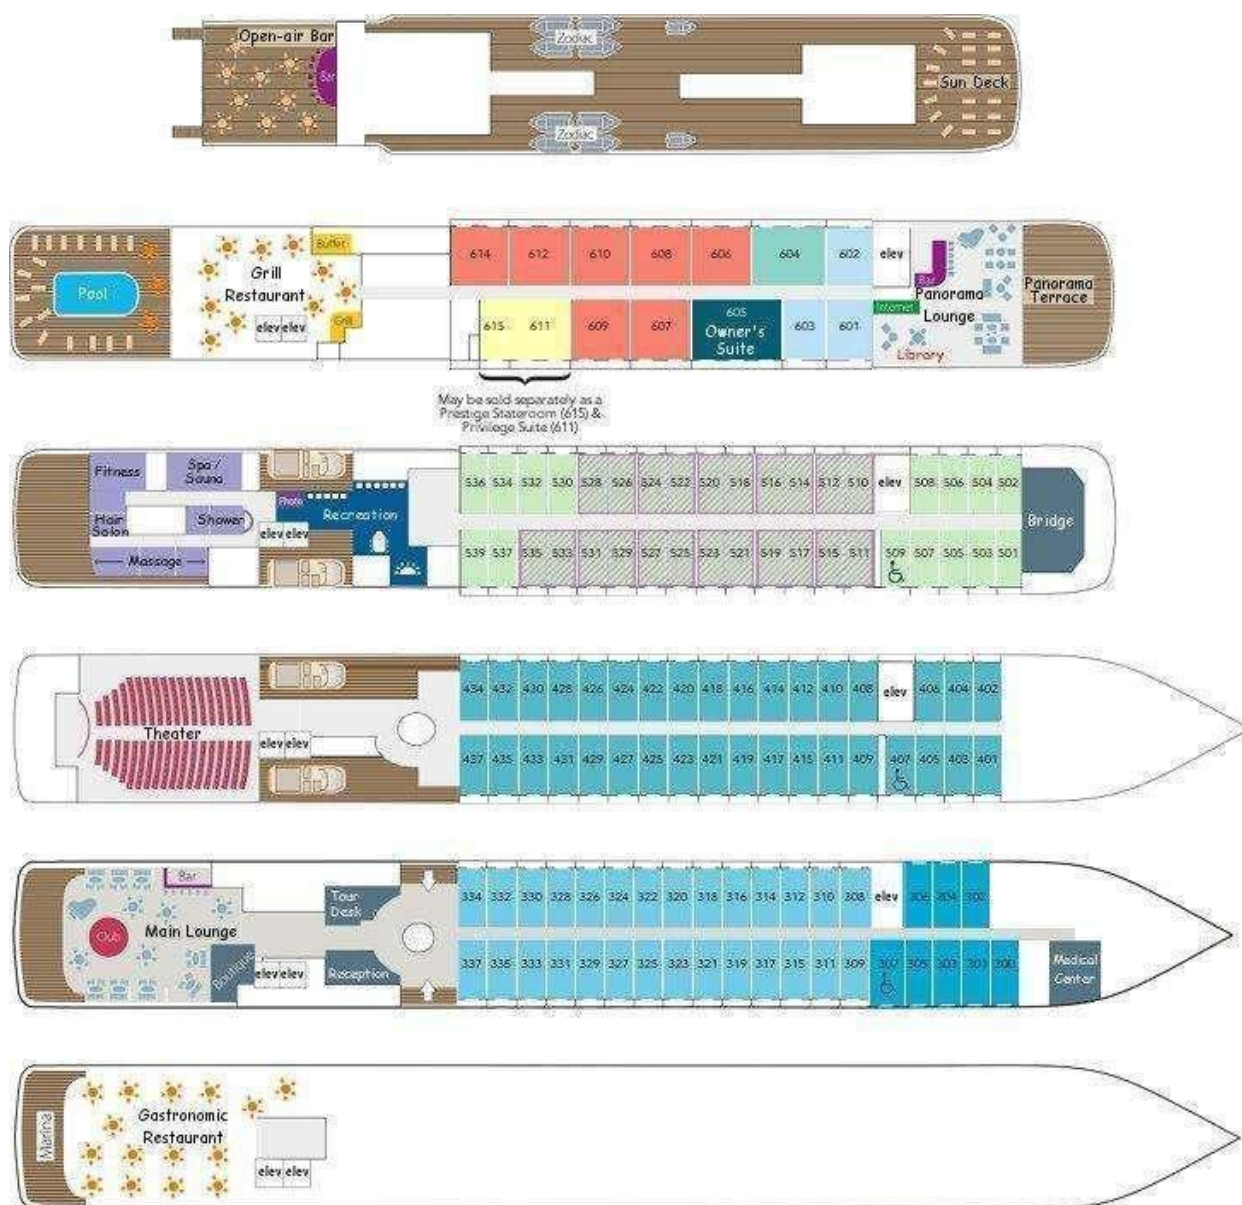 Open-air Bar
Bar
Zodiac
Sun Deck
Zodiac
Buffet
614 612 610 608 606 604 602 elev
Grill
Restaurant
Pool
Bar
Panorama
Lounge
Panorama
Terrace
Internet
Grill
elev elev
615 611 609 607 605 603 601
Owner's
Suite
Library
May be sold separately as a
Prestige Stateroom (615) &
Privilege Suite (611)
Fitness
Spa /
Sauna
536 534 532 530 528 526 524 522 520 518 516 514 512 510 elev 508 506 504 502
Photo
Recreation
Bridge
Hair
Salon
Shower
elev elev
Massage
539 537 535 533 531 529 527 525 523 521 519 517 515 511 509 507 505 503 501
434 432 430 428 426 424 422 420 418 416 414 412 410 408 elev 406 404 402
Theater
elev elev
437 435 433 431 429 427 425 423 421 419 417 415 411 409 407 405 403 401
Bar
Tour
Desk
334 332 330 328 326 324 322 320 318 316 314 312 310 308 elev 306 304 302
Club
Main Lounge
Boutique
elev elev
Reception
337 335 333 331 329 327 325 323 321 319 317 315 311 309 307 305 303 301 300
Medical
Center
Marina
Gastronomic
Restaurant
elev elev